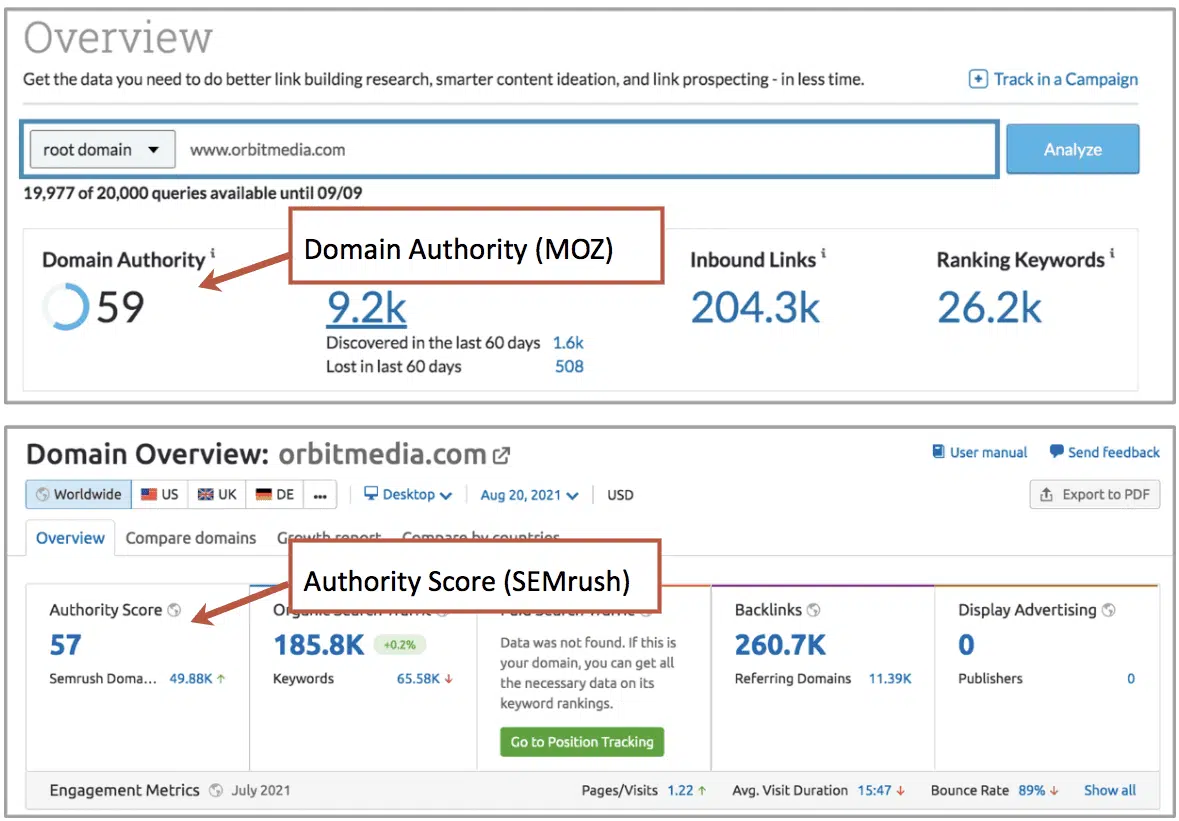 Overview
Get the data you need to do better link building research, smarter content ideation, and link prospecting - in less time.
Track in a Campaign
root domain
www.orbitmedia.com
Analyze
19,977 of 20,000 queries available until 09/09
Domain Authority (MOZ)
Domain Authority i
59
9.2k
Discovered in the last 60 days 1.6k
Lost in last 60 days 508
Inbound Links i
204.3k
Ranking Keywords i
26.2k
Domain Overview: orbitmedia.com
User manual
Send feedback
Worldwide US UK DE ...
Desktop
Aug 20, 2021
USD
Export to PDF
Overview Compare domains Growth report Compare by countries
Authority Score (SEMrush)
Authority Score
57
Semrush Doma... 49.88K ↑
Organic Search Traffic
185.8K +0.2%
Keywords 65.58K ↓
Paid Search Traffic
Data was not found. If this is
your domain, you can get all
the necessary data on its
keyword rankings.
Go to Position Tracking
Backlinks
260.7K
Referring Domains 11.39K
Display Advertising
0
Publishers 0
Engagement Metrics July 2021
Pages/Visits 1.22 ↑
Avg. Visit Duration 15:47 ↓
Bounce Rate 89% ↓
Show all